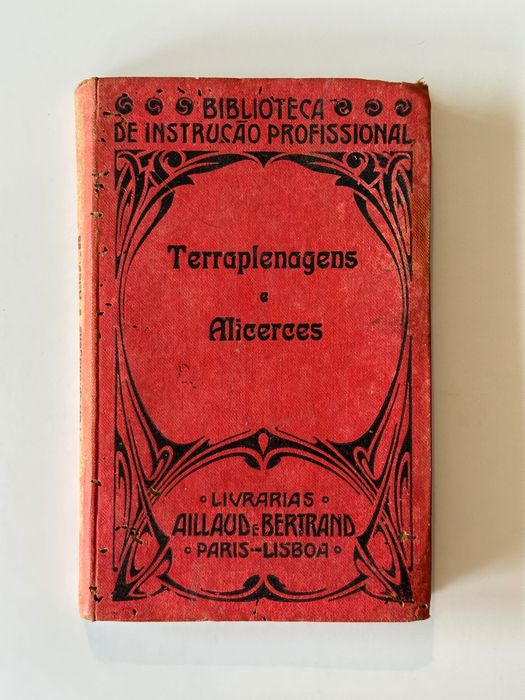 BIBLIOTECA
DE INSTRUCÇÃO PROFISSIONAL
Terraplenagens
e
Alicerces
LIVRARIAS
AILLAUD E BERTRAND
PARIS--LISBOA